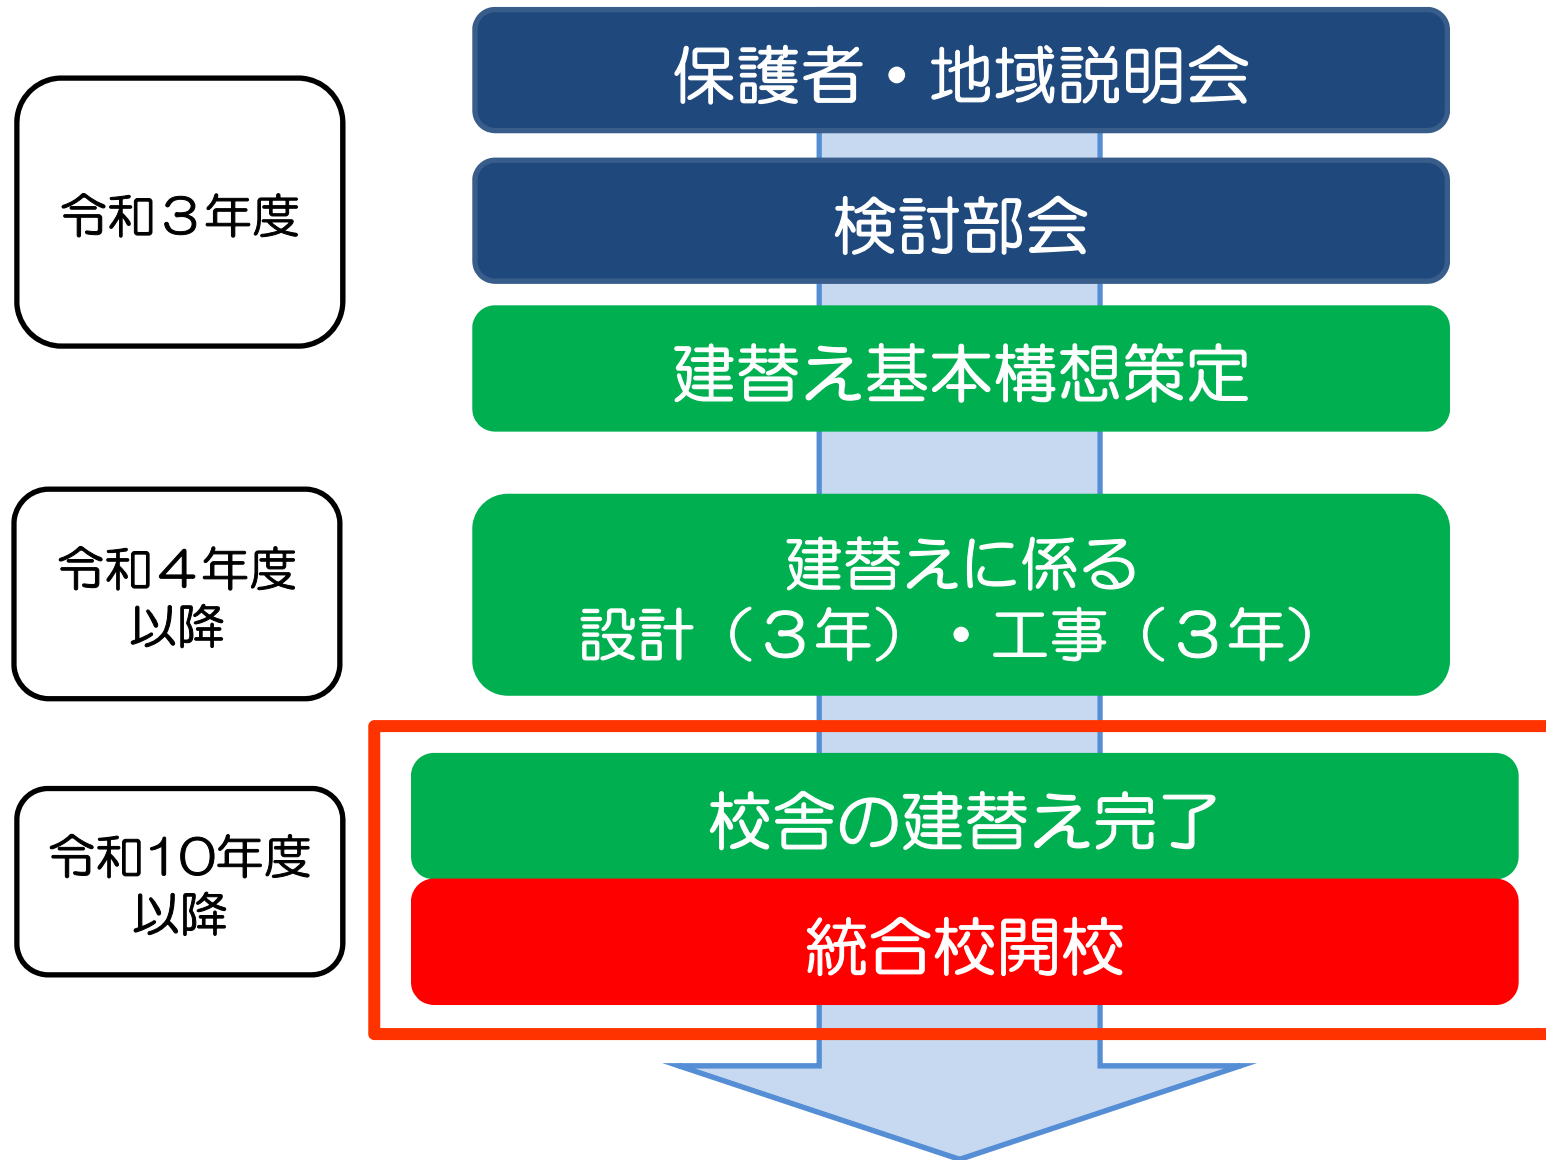 保護者・地域説明会
令和３年度
検討部会
建替え基本構想策定
令和４年度
以降
建替えに係る
設計（３年）・工事（３年）
校舎の建替え完了
令和10年度
以降
統合校開校